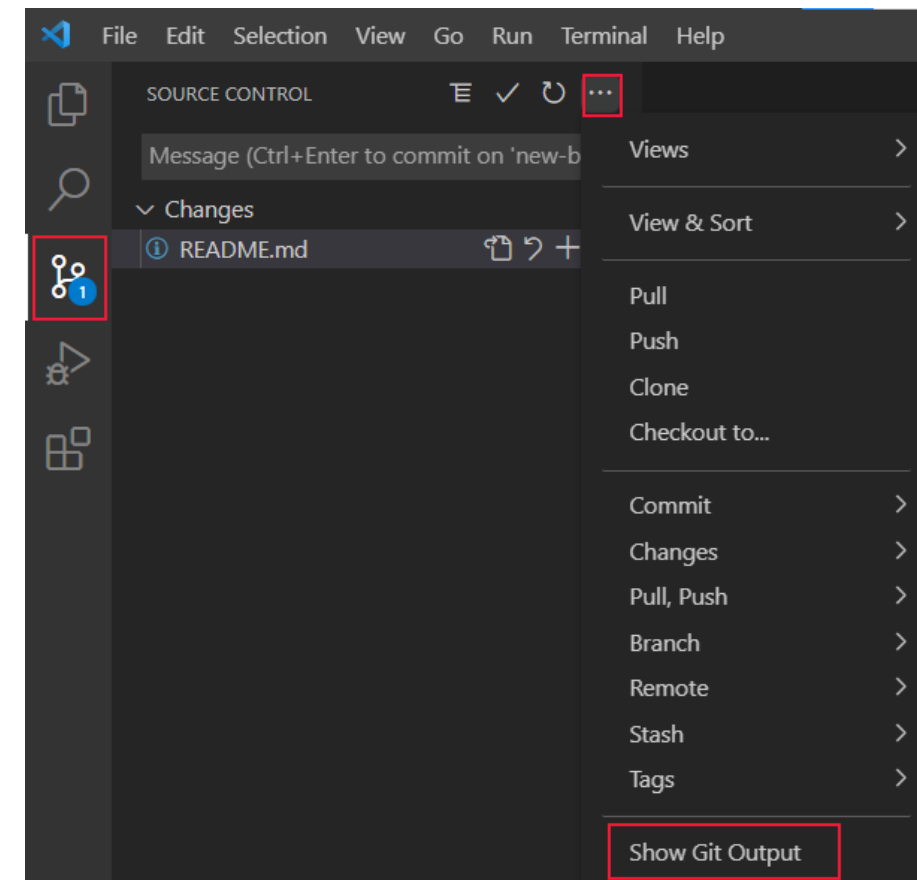 File Edit Selection View Go Run Terminal Help
SOURCE CONTROL
Message (Ctrl+Enter to commit on 'new-b
Changes
README.md
1
Views
View & Sort
Pull
Push
Clone
Checkout to...
Commit
Changes
Pull, Push
Branch
Remote
Stash
Tags
Show Git Output